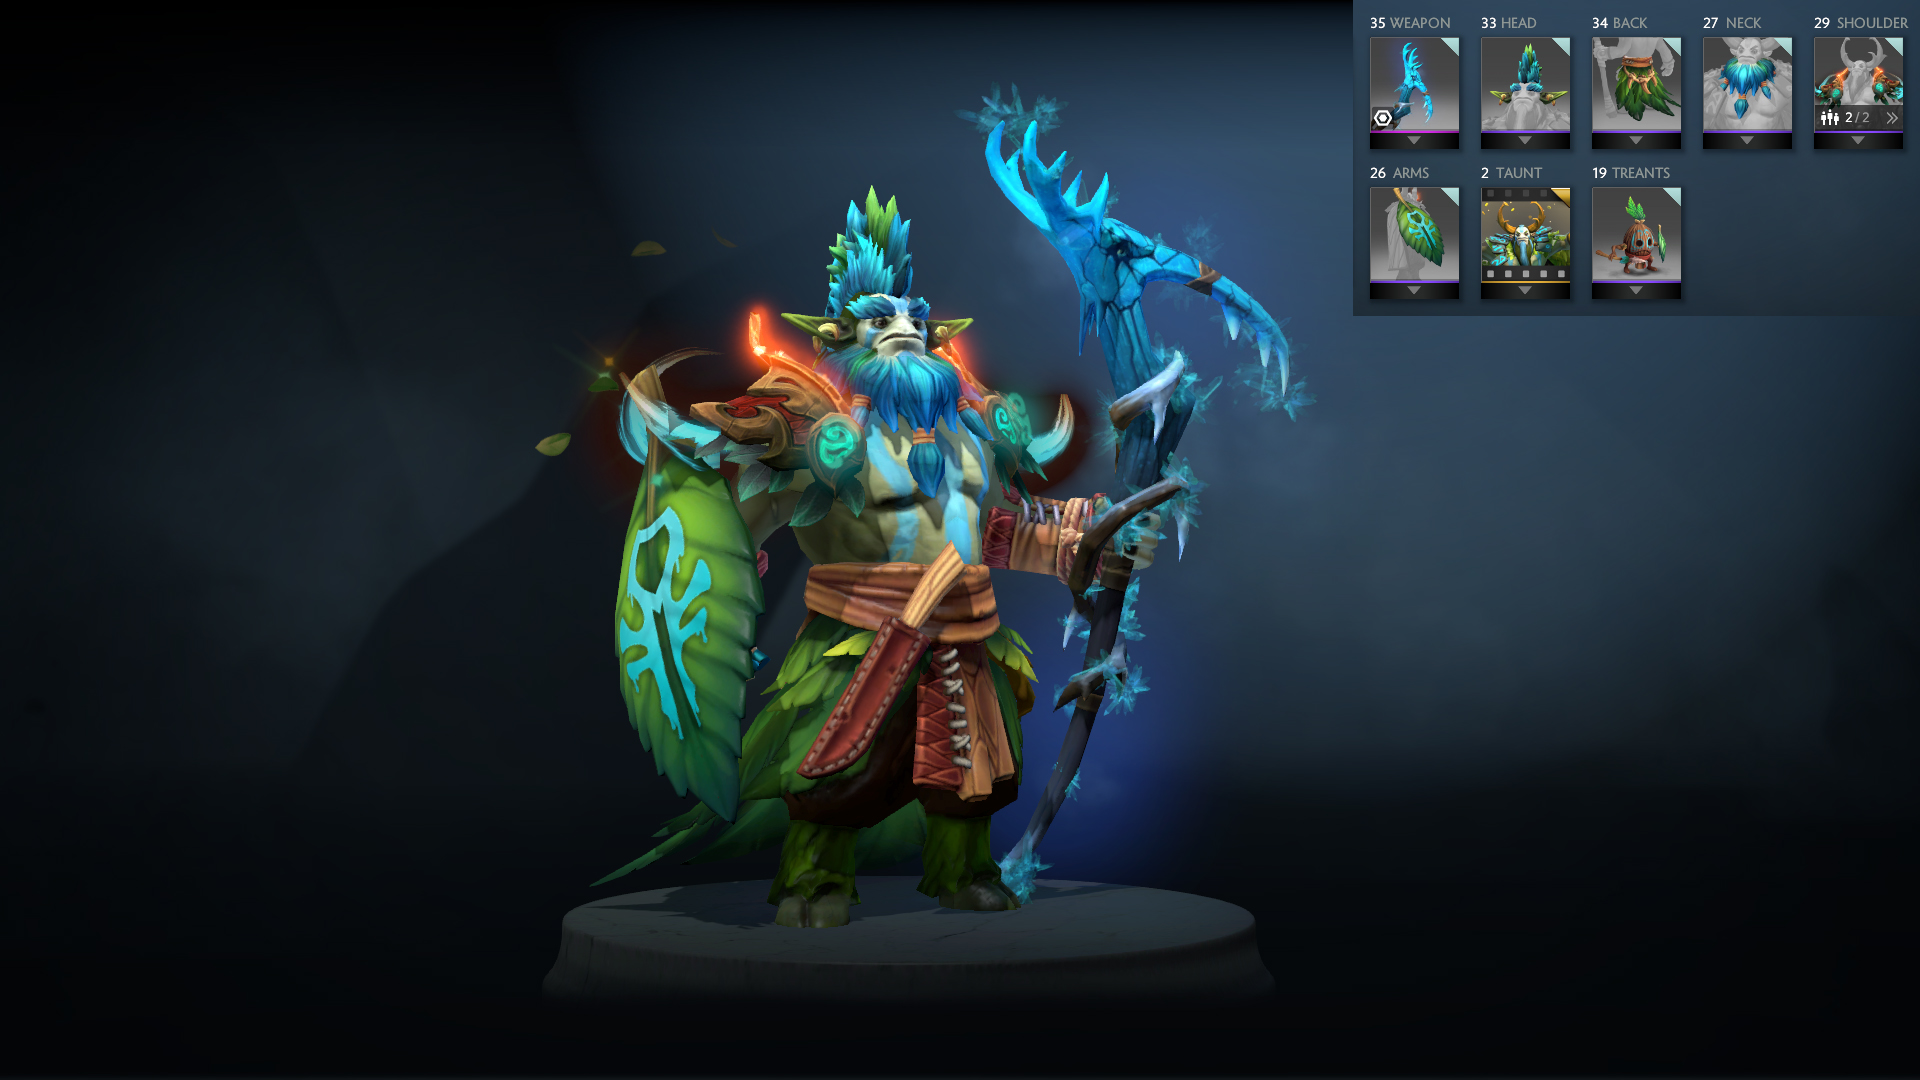 35 WEAPON
33 HEAD
34 BACK
27 NECK
29 SHOULDER
2/2
26 ARMS
2 TAUNT
19 TREANTS